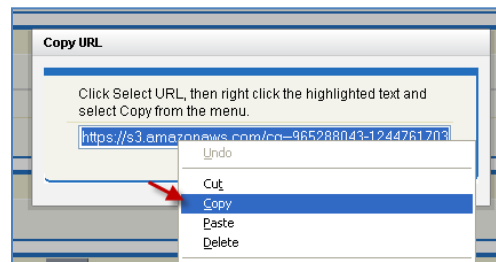 Copy URL
Click Select URL, then right click the highlighted text and
select Copy from the menu.
https://s3.amazonaws.com/cg--965288043-1244761703
Undo
Cut
Copy
Paste
Delete